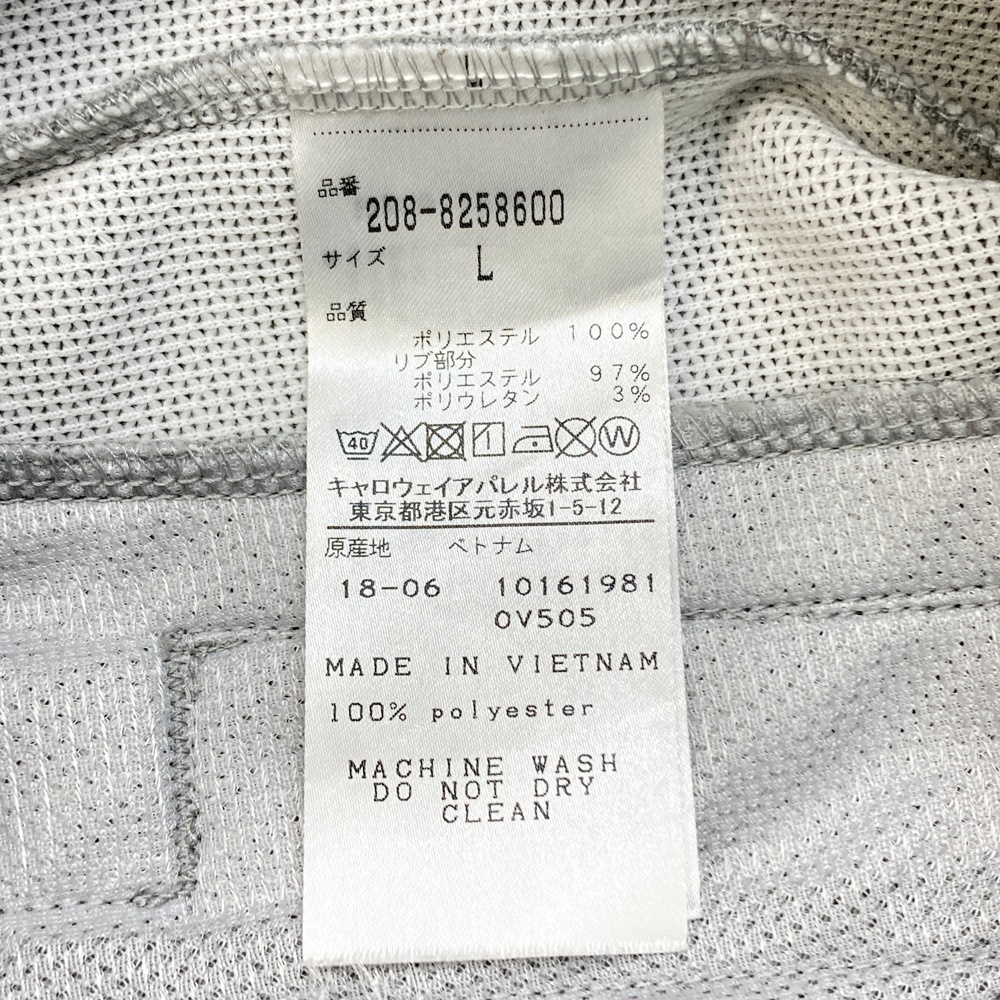 品番
208-8258600
サイズ L
品質
ポリエステル 100%
リブ部分
ポリエステル 97%
ポリウレタン 3%
40 W
キャロウェイアパレル株式会社
東京都港区元赤坂1-5-12
原産地 ベトナム
18-06 10161981
0V505
MADE IN VIETNAM
100% polyester
MACHINE WASH
DO NOT DRY
CLEAN